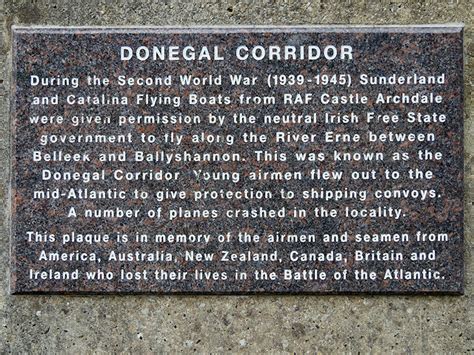 DONEGAL CORRIDOR
During the Second World War (1939-1945) Sunderland
and Catalina Flying Boats from RAF Castle Archdale
were given permission by the neutral Irish Free State
government to fly along the River Erne between
Belleek and Ballyshannon. This was known as the
Donegal Corridor. Young airmen flew out to the
mid-Atlantic to give protection to shipping convoys.
A number of planes crashed in the locality.
This plaque is in memory of the airmen and seamen from
America, Australia, New Zealand, Canada, Britain and
Ireland who lost their lives in the Battle of the Atlantic.